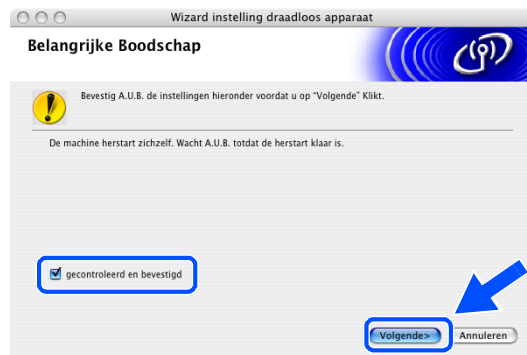 Wizard instelling draadloos apparaat
Belangrijke Boodschap
Bevestig A.U.B. de instellingen hieronder voordat u op "Volgende" Klikt.
De machine herstart zichzelf. Wacht A.U.B. totdat de herstart klaar is.
gecontroleerd en bevestigd
Volgende> Annuleren